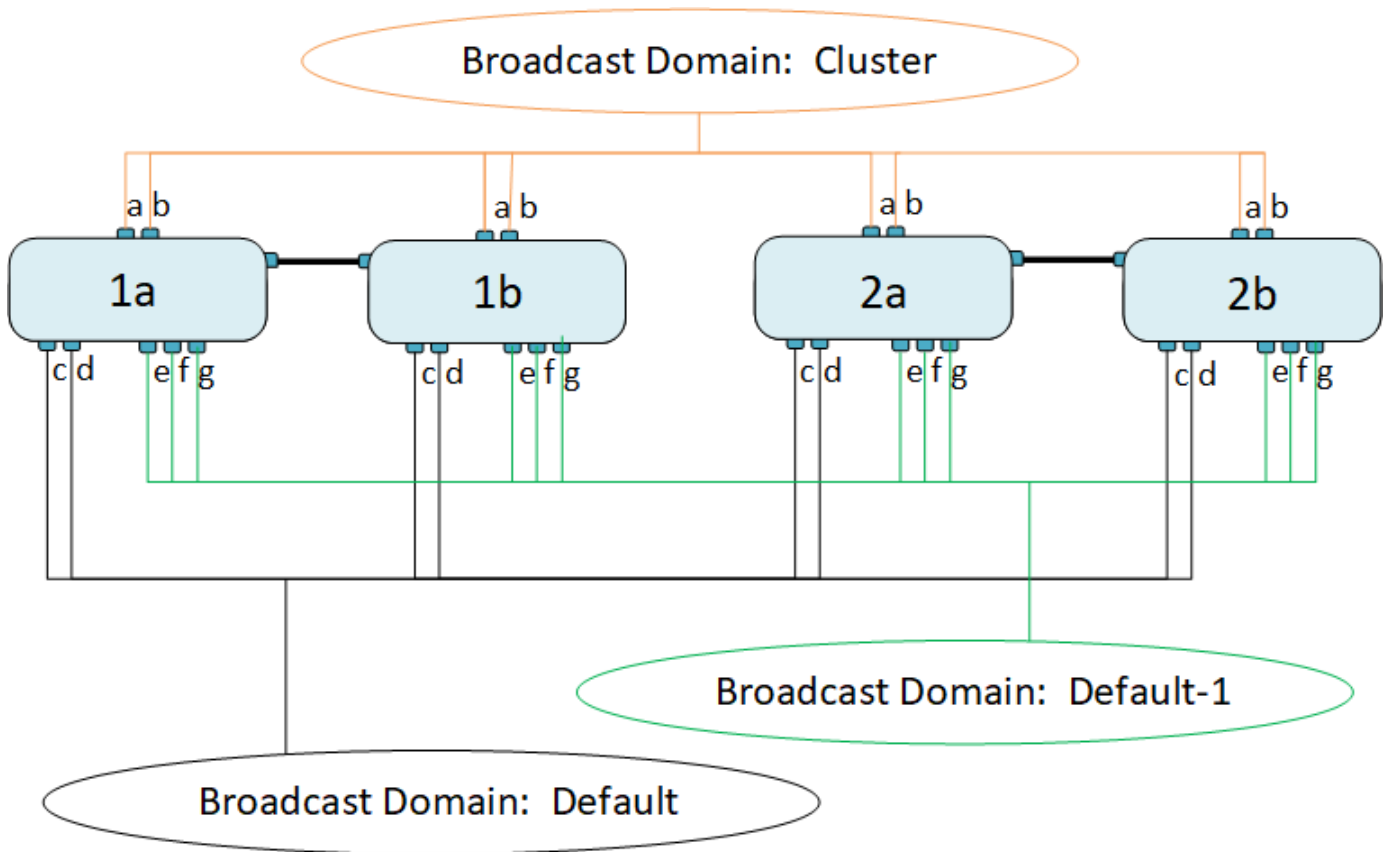 Broadcast Domain: Cluster
a b
a b
a b
a b
1a
1b
2a
2b
c d
e f g
c d
e f g
c d
e f g
c d
e f g
Broadcast Domain: Default-1
Broadcast Domain: Default